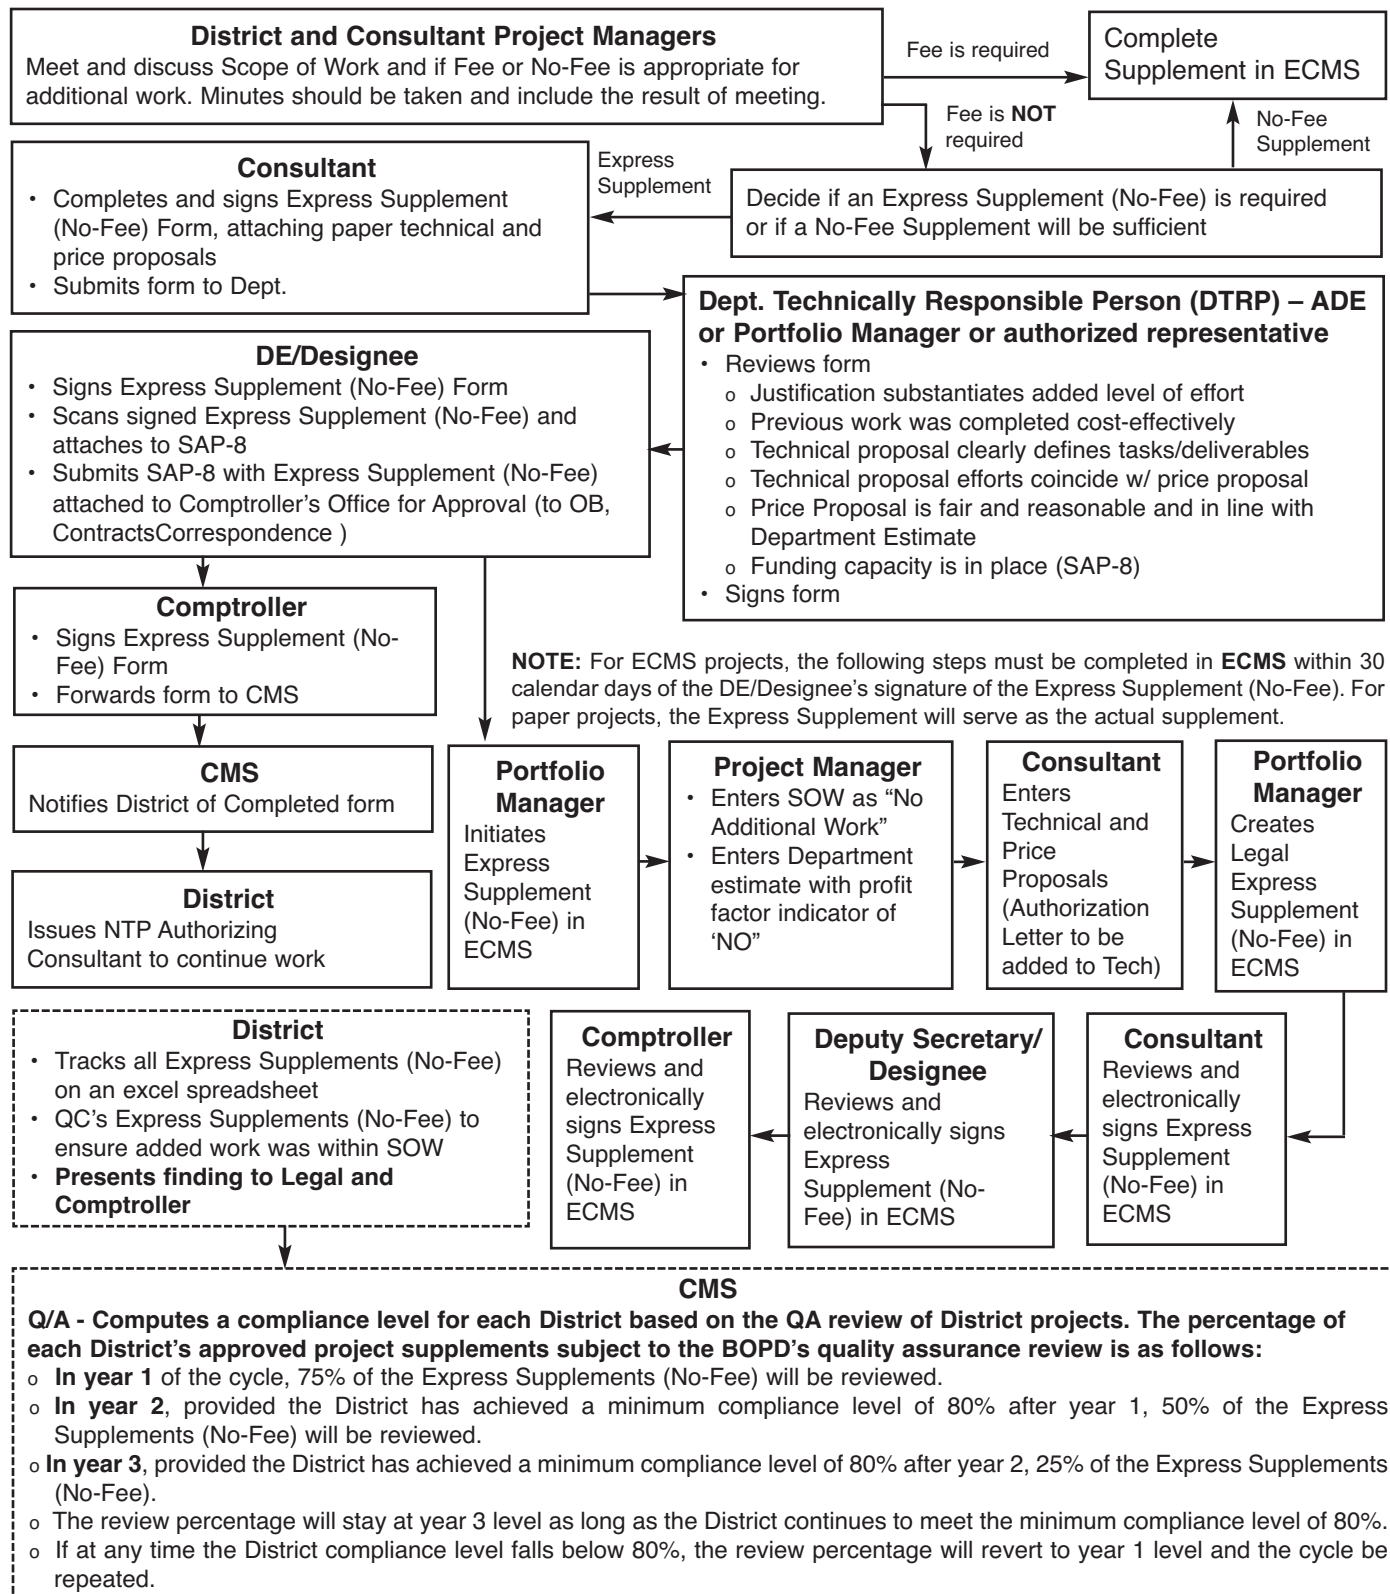 District and Consultant Project Managers
Meet and discuss Scope of Work and if Fee or No-Fee is appropriate for
additional work. Minutes should be taken and include the result of meeting.
Fee is required
Complete
Supplement in ECMS
Fee is NOT
required
No-Fee
Supplement
Decide if an Express Supplement (No-Fee) is required
or if a No-Fee Supplement will be sufficient
Express
Supplement
Consultant
• Completes and signs Express Supplement
(No-Fee) Form, attaching paper technical and
price proposals
• Submits form to Dept.
Dept. Technically Responsible Person (DTRP) – ADE
or Portfolio Manager or authorized representative
• Reviews form
o Justification substantiates added level of effort
o Previous work was completed cost-effectively
o Technical proposal clearly defines tasks/deliverables
o Technical proposal efforts coincide w/ price proposal
o Price Proposal is fair and reasonable and in line with
Department Estimate
o Funding capacity is in place (SAP-8)
• Signs form
DE/Designee
• Signs Express Supplement (No-Fee) Form
• Scans signed Express Supplement (No-Fee) and
attaches to SAP-8
• Submits SAP-8 with Express Supplement (No-Fee)
attached to Comptroller's Office for Approval (to OB,
ContractsCorrespondence )
Comptroller
• Signs Express Supplement (No-
Fee) Form
• Forwards form to CMS
CMS
Notifies District of Completed form
District
Issues NTP Authorizing
Consultant to continue work
NOTE: For ECMS projects, the following steps must be completed in ECMS within 30
calendar days of the DE/Designee's signature of the Express Supplement (No-Fee). For
paper projects, the Express Supplement will serve as the actual supplement.
Portfolio
Manager
Initiates
Express
Supplement
(No-Fee) in
ECMS
Project Manager
• Enters SOW as “No
Additional Work”
• Enters Department
estimate with profit
factor indicator of
‘NO”
Consultant
Enters
Technical and
Price
Proposals
(Authorization
Letter to be
added to Tech)
Portfolio
Manager
Creates
Legal
Express
Supplement
(No-Fee) in
ECMS
Consultant
Reviews and
electronically
signs Express
Supplement
(No-Fee) in
ECMS
Deputy Secretary/
Designee
Reviews and
electronically signs
Express
Supplement (No-
Fee) in ECMS
Comptroller
Reviews and
electronically
signs Express
Supplement
(No-Fee) in
ECMS
District
• Tracks all Express Supplements (No-Fee)
on an excel spreadsheet
• QC's Express Supplements (No-Fee) to
ensure added work was within SOW
• Presents finding to Legal and
Comptroller
CMS
Q/A - Computes a compliance level for each District based on the QA review of District projects. The percentage of
each District's approved project supplements subject to the BOPD's quality assurance review is as follows:
o In year 1 of the cycle, 75% of the Express Supplements (No-Fee) will be reviewed.
o In year 2, provided the District has achieved a minimum compliance level of 80% after year 1, 50% of the Express
Supplements (No-Fee) will be reviewed.
o In year 3, provided the District has achieved a minimum compliance level of 80% after year 2, 25% of the Express Supplements
(No-Fee).
o The review percentage will stay at year 3 level as long as the District continues to meet the minimum compliance level of 80%.
o If at any time the District compliance level falls below 80%, the review percentage will revert to year 1 level and the cycle be
repeated.